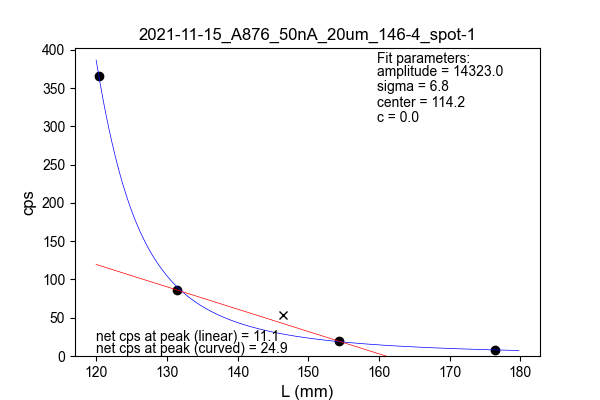 2021-11-15_A876_50nA_20um_146-4_spot-1
Fit parameters:
amplitude = 14323.0
sigma = 6.8
center = 114.2
c = 0.0
400
350
300
250
200
150
100
50
0
cps
net cps at peak (linear) = 11.1
net cps at peak (curved) = 24.9
120 130 140 150 160 170 180
L (mm)